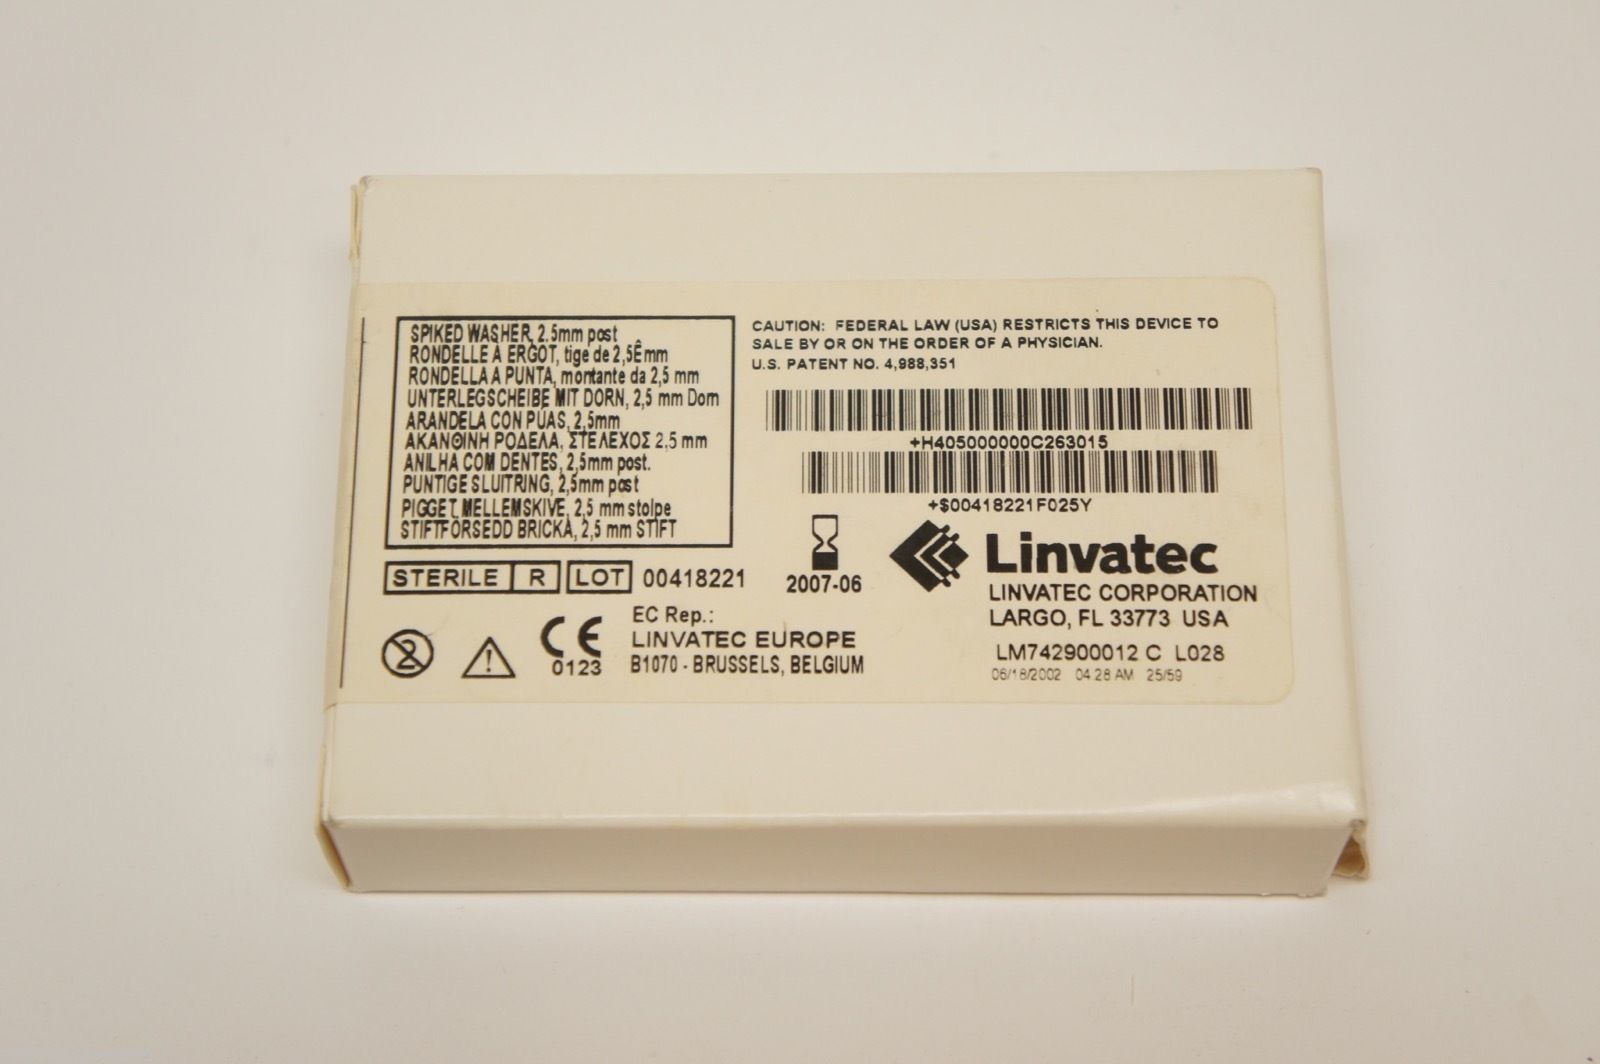 SPIKED WASHER, 2.5mm post
RONDELLE A ERGOT, tige de 2,5Êmm
RONDELLA A PUNTA, montante da 2,5 mm
UNTERLEGSCHEIBE MIT DORN, 2,5 mm Dorn
ARANDELA CON PÚAS, 2,5mm
ΑΚΑΝΘΙΝΗ ΡΟΔΕΛΑ, ΣΤΕΛΕΧΟΣ 2,5 mm
ANILHA COM DENTES, 2,5mm post.
PUNTIGE SLUITRING, 2,5mm post
PIGGET MELLEMSKIVE, 2,5 mm stolpe
STIFTFÖRSEDD BRICKA, 2,5 mm STIFT
STERILE R LOT 00418221
2
0123
EC Rep.:
LINVATEC EUROPE
B1070 - BRUSSELS, BELGIUM
CAUTION: FEDERAL LAW (USA) RESTRICTS THIS DEVICE TO
SALE BY OR ON THE ORDER OF A PHYSICIAN.
U.S. PATENT NO. 4,988,351
+H405000000C263015
+$00418221F025Y
2007-06
Linvatec
LINVATEC CORPORATION
LARGO, FL 33773 USA
LM742900012 C L028
06/18/2002 04:28 AM 25/59